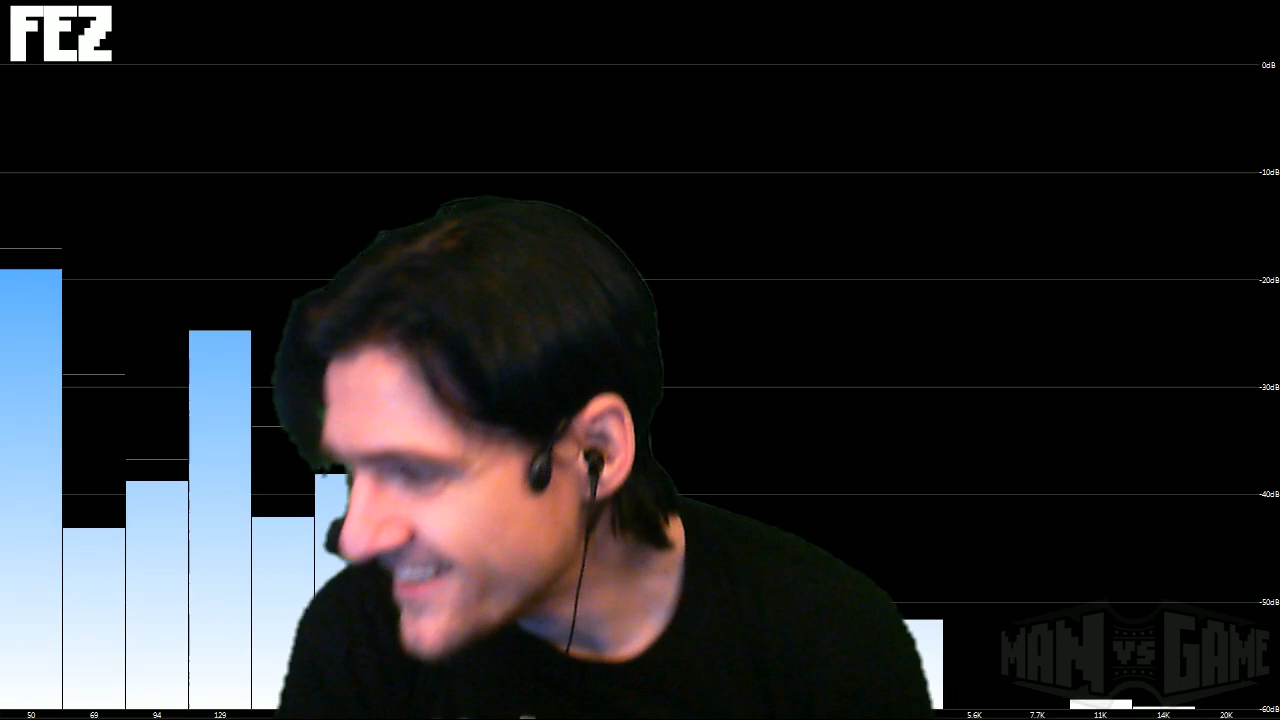 FEZ
0dB
-10dB
-20dB
-30dB
-40dB
-50dB
MAN VS GAME
-60dB
50 69 94 129 5.6K 7.7K 11K 14K 20K